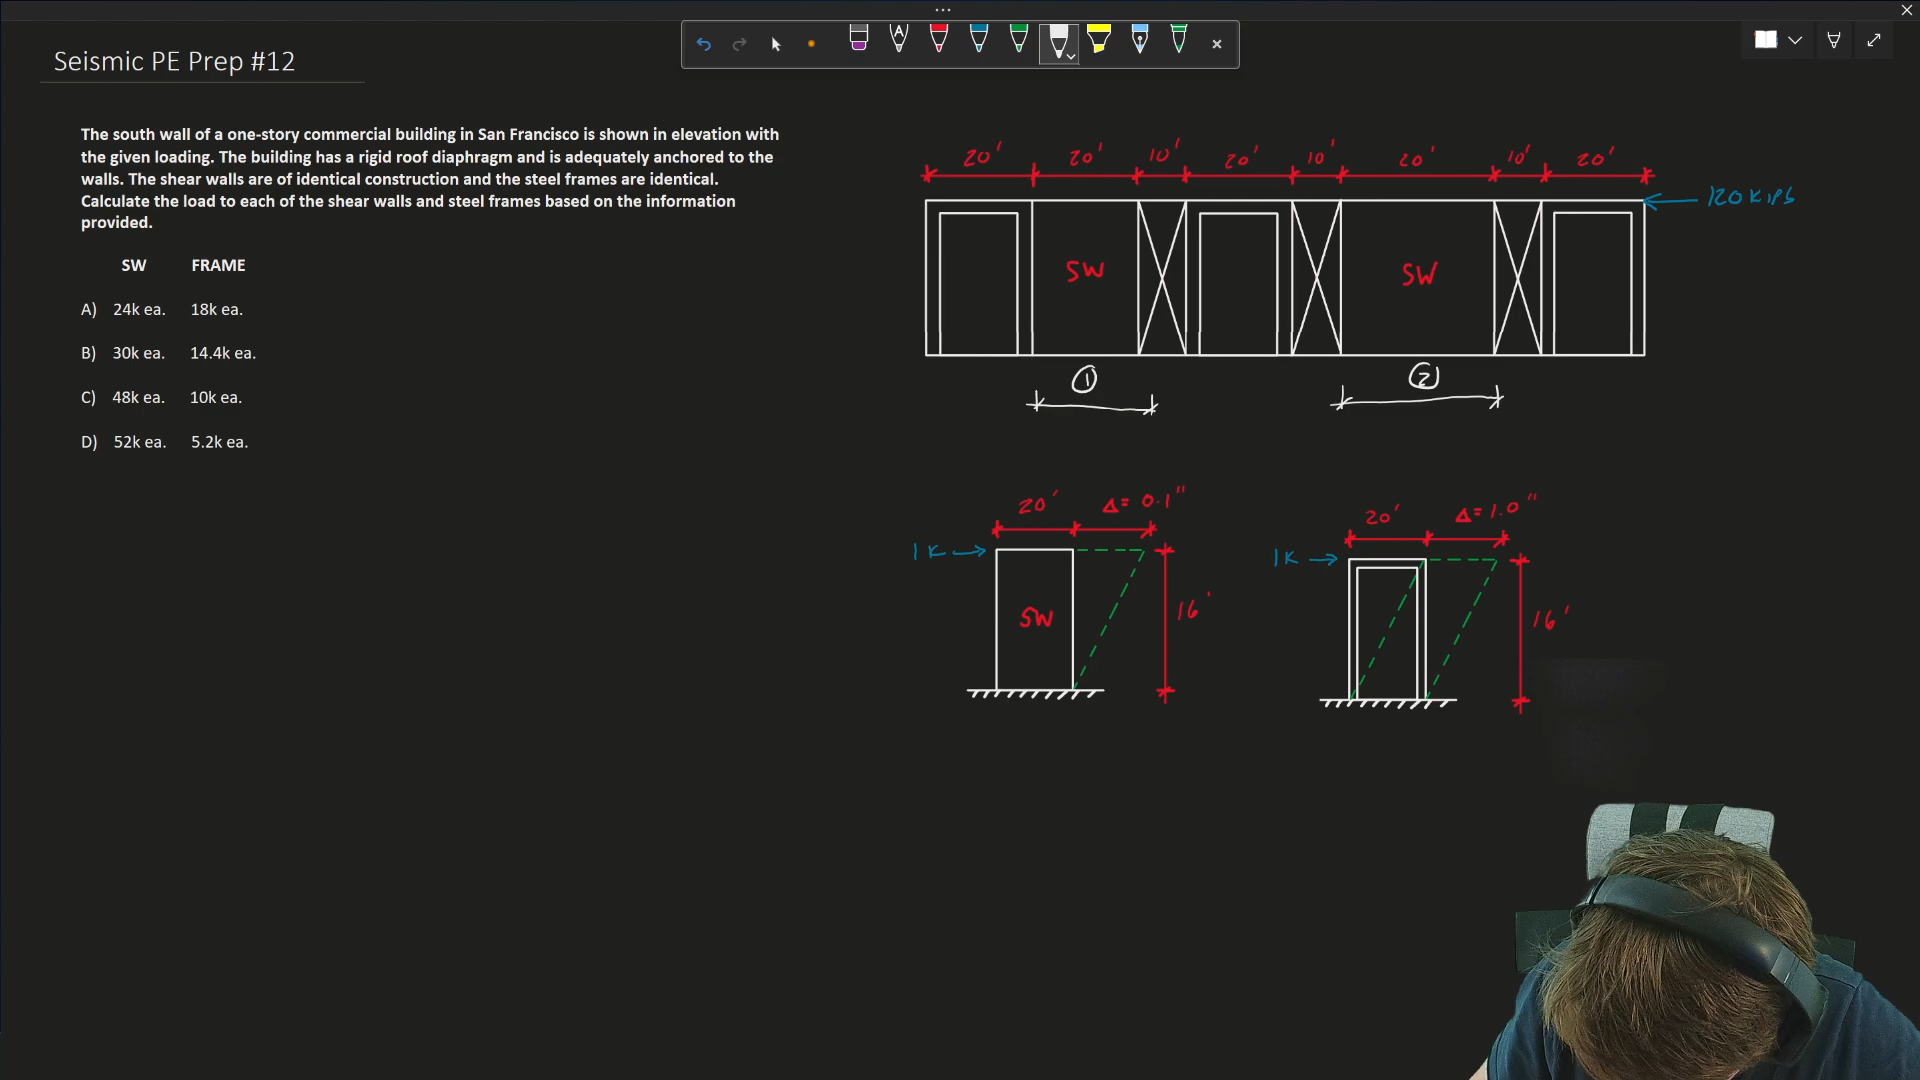 Seismic PE Prep #12
The south wall of a one-story commercial building in San Francisco is shown in elevation with
the given loading. The building has a rigid roof diaphragm and is adequately anchored to the
walls. The shear walls are of identical construction and the steel frames are identical.
Calculate the load to each of the shear walls and steel frames based on the information
provided.
SW FRAME
A) 24k ea. 18k ea.
B) 30k ea. 14.4k ea.
C) 48k ea. 10k ea.
D) 52k ea. 5.2k ea.
20' 20' 10' 20' 10' 20' 10' 20'
120 KIPS
SW SW
1 2
20' Δ= 0.1"
1K
SW
16'
20' Δ= 1.0"
1K
16'